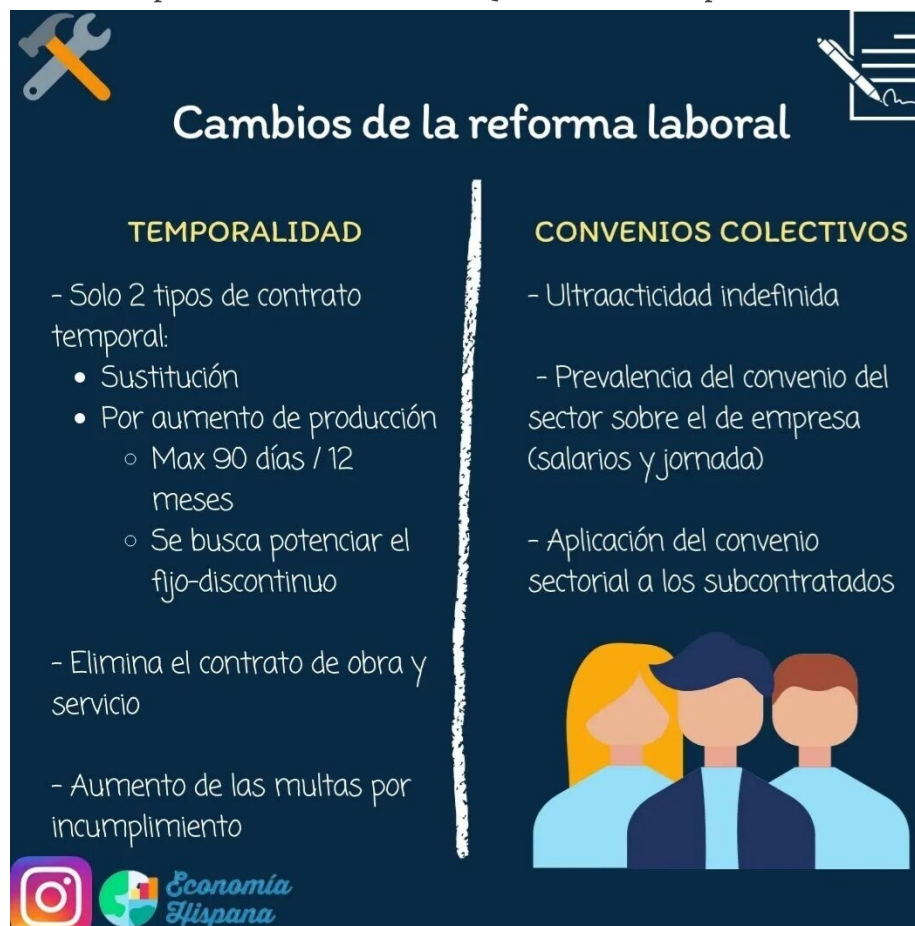 Cambios de la reforma laboral
TEMPORALIDAD
- Solo 2 tipos de contrato
temporal:
• Sustitución
• Por aumento de producción
◦ Max 90 días / 12
meses
◦ Se busca potenciar el
fijo-discontinuo
- Elimina el contrato de obra y
servicio
- Aumento de las multas por
incumplimiento
CONVENIOS COLECTIVOS
- Ultraacticidad indefinida
- Prevalencia del convenio del
sector sobre el de empresa
(salarios y jornada)
- Aplicación del convenio
sectorial a los subcontratados
Economía
Hispana